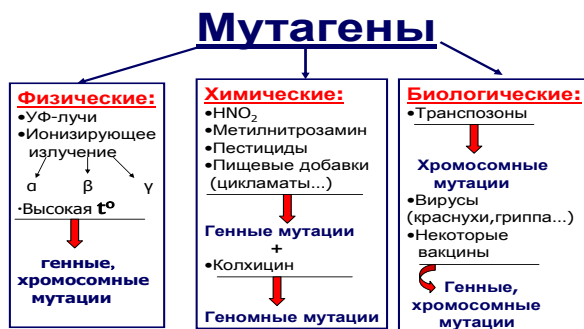 Мутагены
Физические:
•УФ-лучи
•Ионизирующее
излучение
α β γ
·Высокая tº
генные,
хромосомные
мутации
Химические:
•HNO₂
•Метилнитрозамин
•Пестициды
•Пищевые добавки
(цикламаты...)
Генные мутации
+
•Колхицин
Геномные мутации
Биологические:
•Транспозоны
Хромосомные
мутации
•Вирусы
(краснухи,гриппа...)
•Некоторые
вакцины
Генные,
хромосомные
мутации